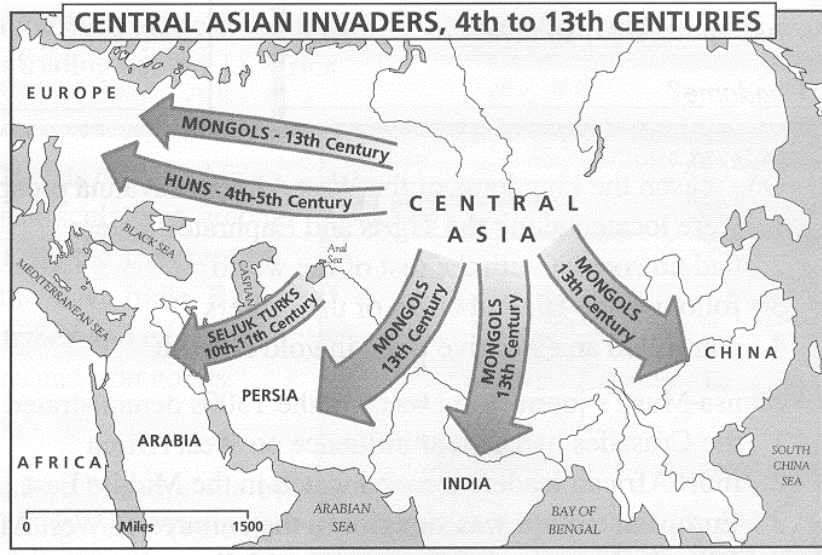 CENTRAL ASIAN INVADERS, 4th to 13th CENTURIES
EUROPE
MONGOLS - 13th Century
HUNS - 4th-5th Century
CENTRAL
ASIA
BLACK SEA
MEDITERRANEAN SEA
CASPIAN
Aral
Sea
SELJUK TURKS
10th-11th Century
MONGOLS
13th Century
MONGOLS
13th Century
MONGOLS
13th Century
CHINA
PERSIA
ARABIA
AFRICA
INDIA
SOUTH
CHINA
SEA
ARABIAN
SEA
BAY OF
BENGAL
0
Miles
1500